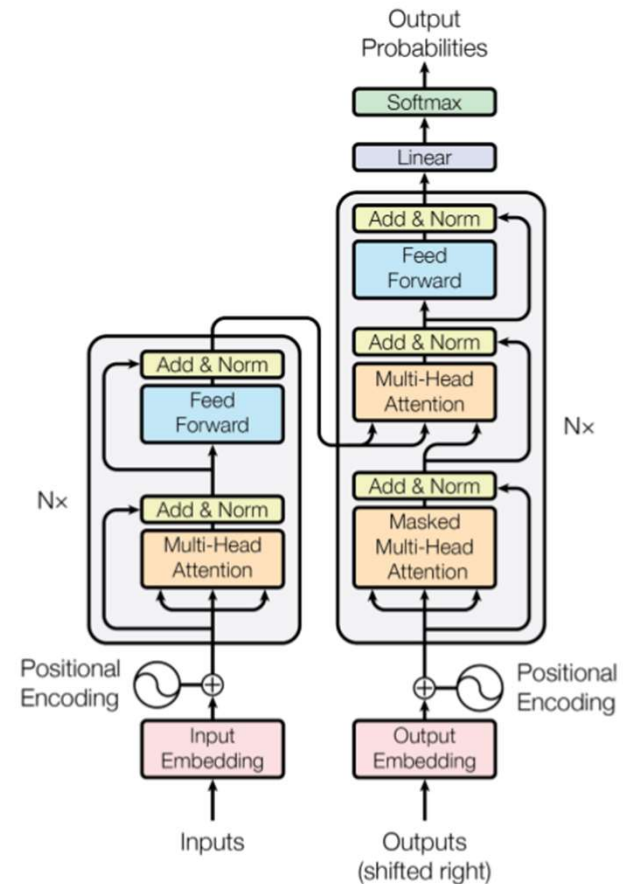 Output
Probabilities
Softmax
Linear
Add & Norm
Feed
Forward
Add & Norm
Multi-Head
Attention
Add & Norm
Masked
Multi-Head
Attention
Nx
Add & Norm
Feed
Forward
Add & Norm
Multi-Head
Attention
Nx
Positional
Encoding
Positional
Encoding
Input
Embedding
Output
Embedding
Inputs
Outputs
(shifted right)